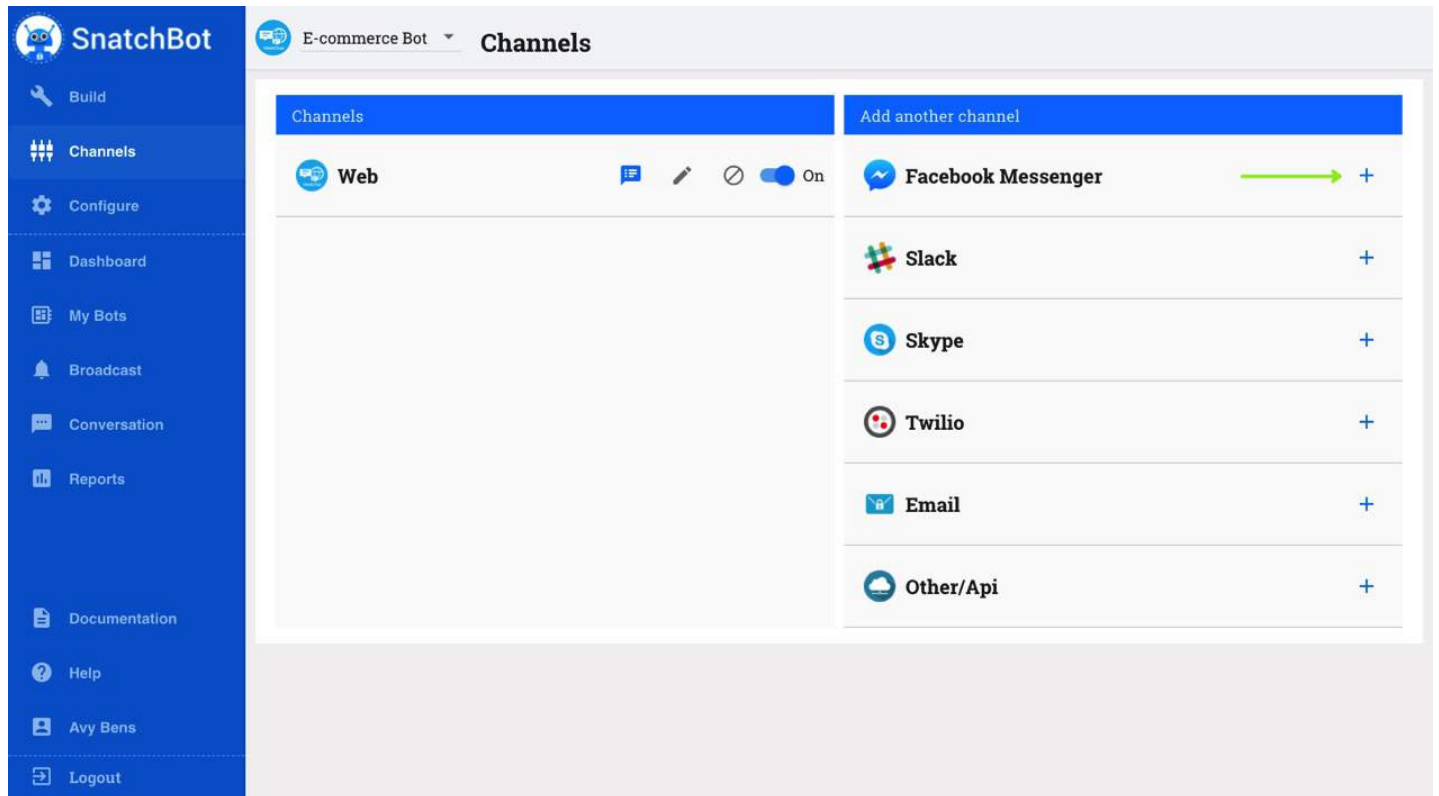 SnatchBot
Build
Channels
Configure
Dashboard
My Bots
Broadcast
Conversation
Reports
Documentation
Help
Avy Bens
Logout
E-commerce Bot
Channels
Channels
Web
On
Add another channel
Facebook Messenger
Slack
Skype
Twilio
Email
Other/Api